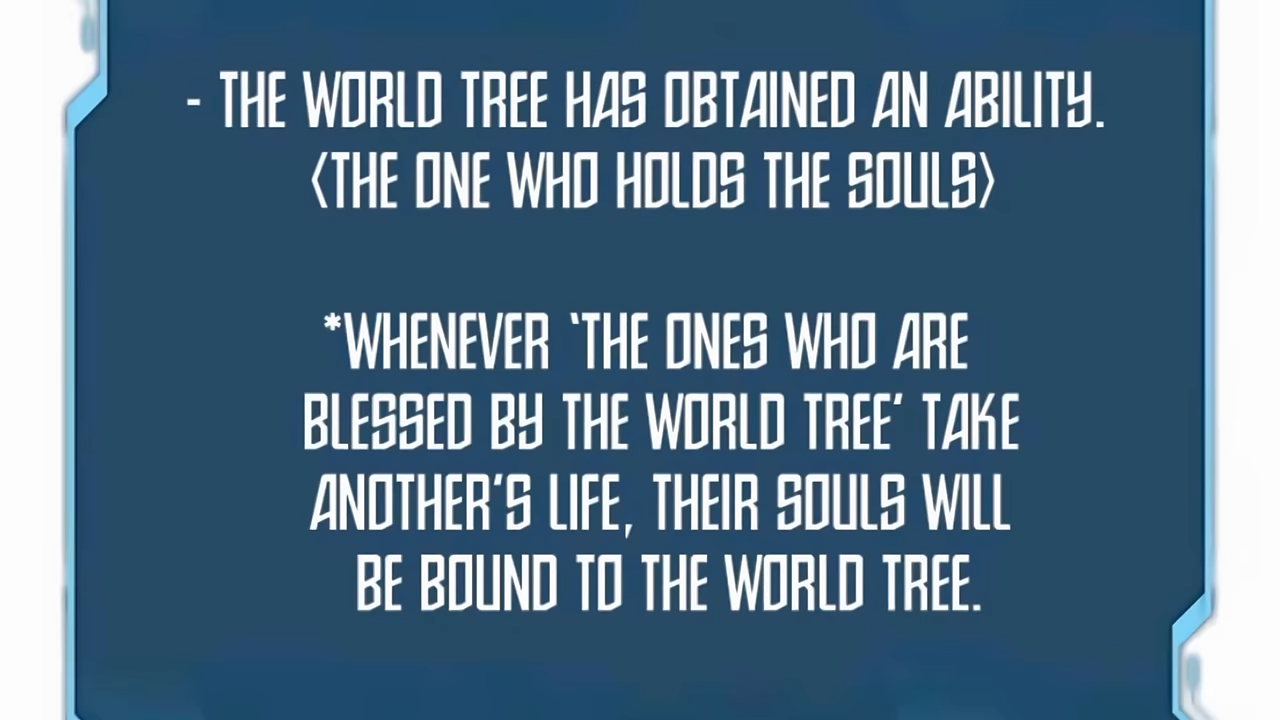 - THE WORLD TREE HAS OBTAINED AN ABILITY.
<THE ONE WHO HOLDS THE SOULS>
*WHENEVER 'THE ONES WHO ARE
BLESSED BY THE WORLD TREE' TAKE
ANOTHER'S LIFE, THEIR SOULS WILL
BE BOUND TO THE WORLD TREE.